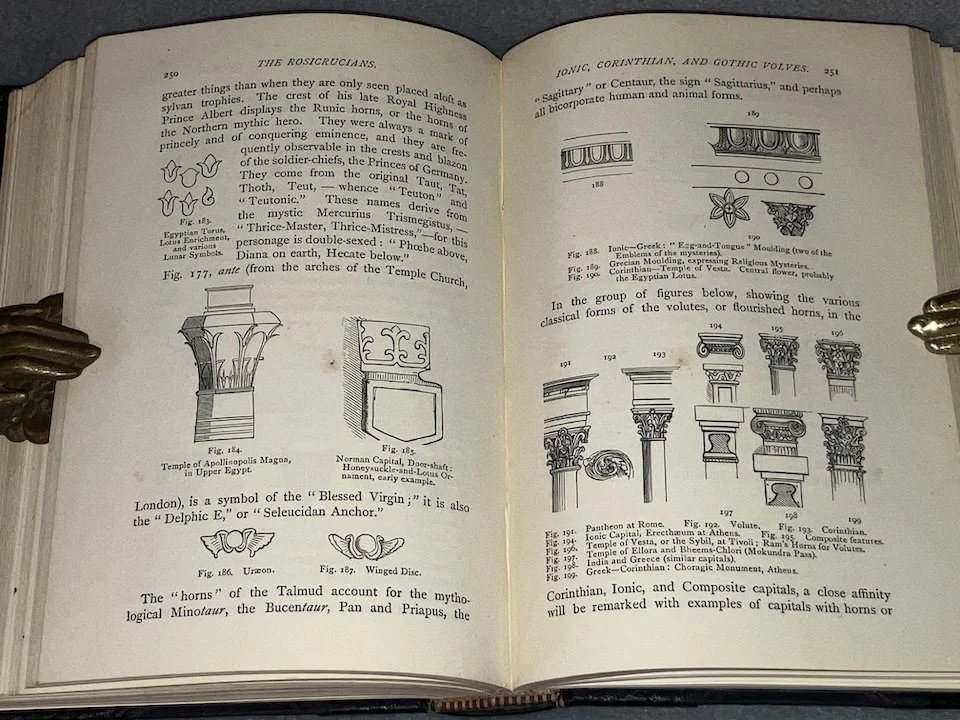 250
THE ROSICRUCIANS.
greater things than when they are only seen placed aloft as
sylvan trophies. The crest of his late Royal Highness
Prince Albert displays the Runic horns, or the horns of
the Northern mythic hero. They were always a mark of
princely and of conquering eminence, and they are fre-
quently observable in the crests and blazon
of the soldier-chiefs, the Princes of Germany.
They come from the original Taut, Tat,
Thoth, Teut, — whence "Teuton" and
"Teutonic." These names derive from
the mystic Mercurius Trismegistus, —
"Thrice-Master, Thrice-Mistress,"—for this
personage is double-sexed: "Phœbe above,
Diana on earth, Hecate below."
Fig. 183.
Egyptian Torus,
Lotus Enrichment,
and various
Lunar Symbols.
Fig. 177, ante (from the arches of the Temple Church,
Fig. 184.
Temple of Apollinopolis Magna,
in Upper Egypt.
Fig. 185.
Norman Capital, Door-shaft:
Honeysuckle-and-Lotus Or-
nament, early example.
London), is a symbol of the "Blessed Virgin;" it is also
the "Delphic E," or "Seleucidan Anchor."
Fig. 186. Uræon.
Fig. 187. Winged Disc.
The "horns" of the Talmud account for the mytho-
logical Minotaur, the Bucentaur, Pan and Priapus, the
IONIC, CORINTHIAN, AND GOTHIC VOLVES.
251
"Sagittary" or Centaur, the sign "Sagittarius," and perhaps
all bicorporate human and animal forms.
189
188
190
Fig. 188. Ionic—Greek: "Egg-and-Tongue" Moulding (two of the
Emblems of the mysteries).
Fig. 189. Grecian Moulding, expressing Religious Mysteries.
Fig. 190. Corinthian—Temple of Vesta. Central flower, probably
the Egyptian Lotus.
In the group of figures below, showing the various
classical forms of the volutes, or flourished horns, in the
194
195
196
191
192
193
197
198
199
Fig. 191. Pantheon at Rome. Fig. 192. Volute. Fig. 193. Corinthian.
Fig. 194. Ionic Capital, Erecthæum at Athens. Fig. 195. Composite features.
Fig. 196. Temple of Vesta, or the Sybil, at Tivoli; Ram's Horns for Volutes.
Fig. 197. Temple of Ellora and Bheems-Chlori (Mokundra Pass).
Fig. 198. India and Greece (similar capitals).
Fig. 199. Greek—Corinthian: Choragic Monument, Athens.
Corinthian, Ionic, and Composite capitals, a close affinity
will be remarked with examples of capitals with horns or